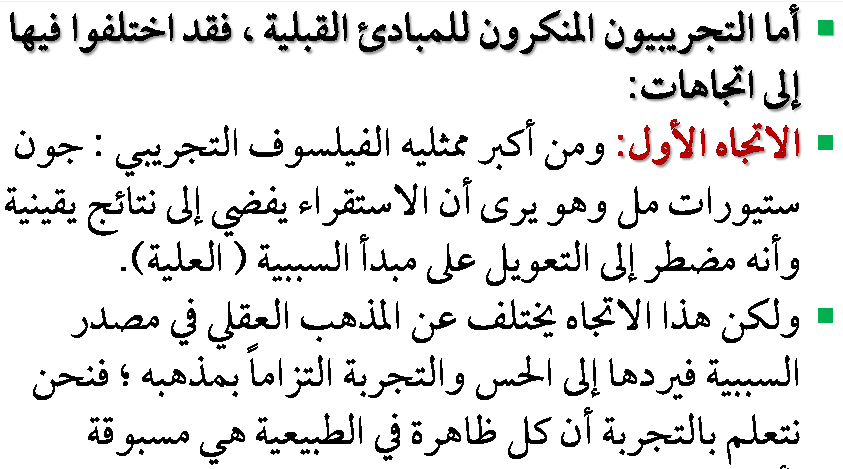 ▪ أما التجريبيون المنكرون للمبادئ القبلية ، فقد اختلفوا فيها
إلى اتجاهات:
▪ الاتجاه الأول: ومن أكبر ممثليه الفيلسوف التجريبي : جون
ستيورات مل وهو يرى أن الاستقراء يفضي إلى نتائج يقينية
وأنه مضطر إلى التعويل على مبدأ السببية ( العلية).
▪ ولكن هذا الاتجاه يختلف عن المذهب العقلي في مصدر
السببية فيردها إلى الحس والتجربة التزاماً بمذهبه ؛ فنحن
نتعلم بالتجربة أن كل ظاهرة في الطبيعية هي مسبوقة